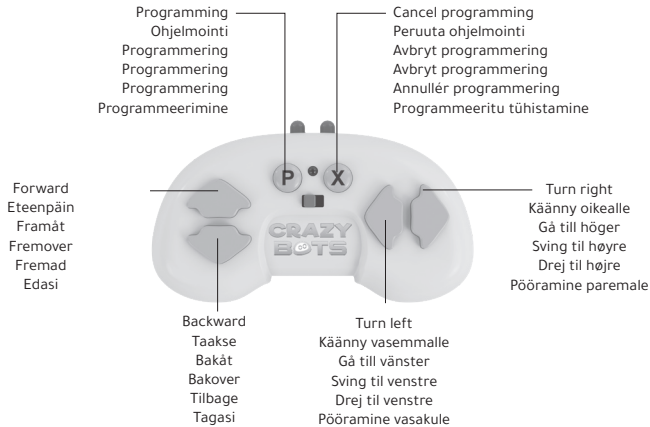 Programming
Ohjelmointi
Programmering
Programmering
Programmering
Programmeerimine
Cancel programming
Peruuta ohjelmointi
Avbryt programmering
Avbryt programmering
Annullér programmering
Programmeeritu tühistamine
P
X
CRAZY
BOTS
Forward
Eteenpäin
Framåt
Fremover
Fremad
Edasi
Turn right
Käänny oikealle
Gå till höger
Sving til høyre
Drej til højre
Pööramine paremale
Backward
Taakse
Bakåt
Bakover
Tilbage
Tagasi
Turn left
Käänny vasemmalle
Gå till vänster
Sving til venstre
Drej til venstre
Pööramine vasakule